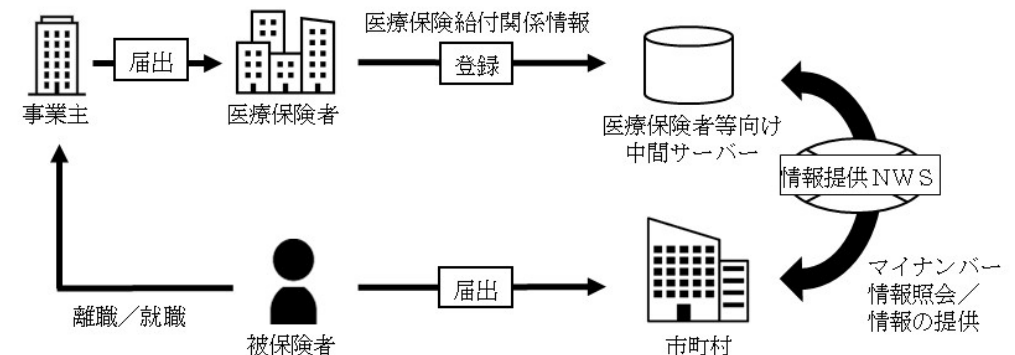 医療保険給付関係情報
届出
登録
事業主
医療保険者
医療保険者等向け
中間サーバー
情報提供ＮＷＳ
マイナンバー
情報照会／
情報の提供
届出
離職／就職
被保険者
市町村